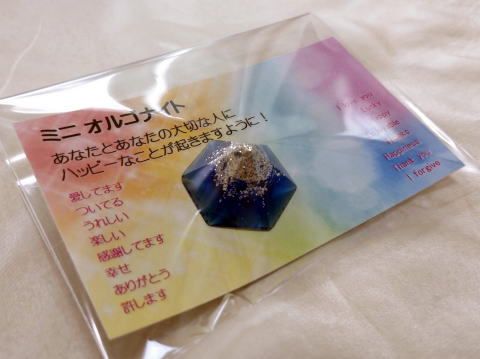 ミニ オルゴナイト
あなたとあなたの大切な人に
ハッピーなことが起きますように！
愛してます
ついてる
うれしい
楽しい
感謝してます
幸せ
ありがとう
許します
I love you
Lucky
Happy
Happiness
Thank you
I forgive